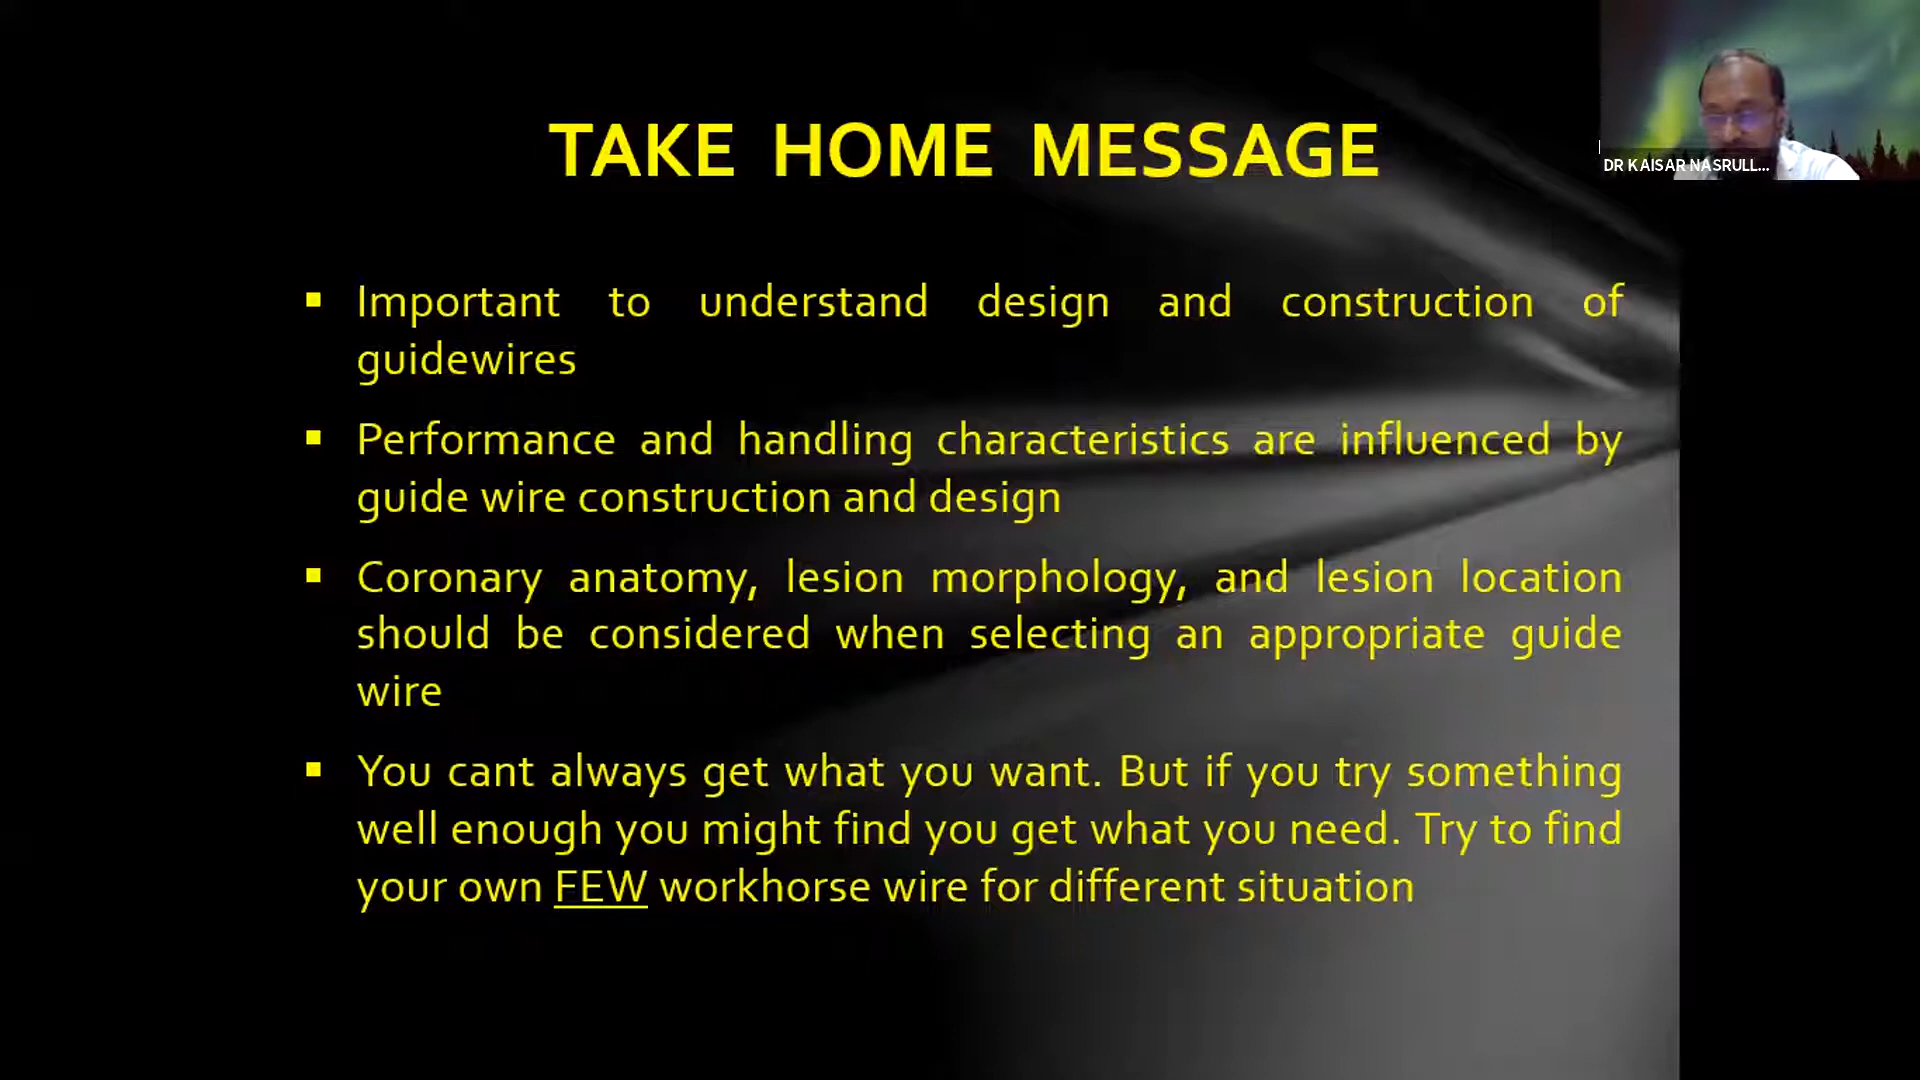 TAKE HOME MESSAGE
DR KAISAR NASRULL...
▪ Important to understand design and construction of
guidewires
▪ Performance and handling characteristics are influenced by
guide wire construction and design
▪ Coronary anatomy, lesion morphology, and lesion location
should be considered when selecting an appropriate guide
wire
▪ You cant always get what you want. But if you try something
well enough you might find you get what you need. Try to find
your own FEW workhorse wire for different situation